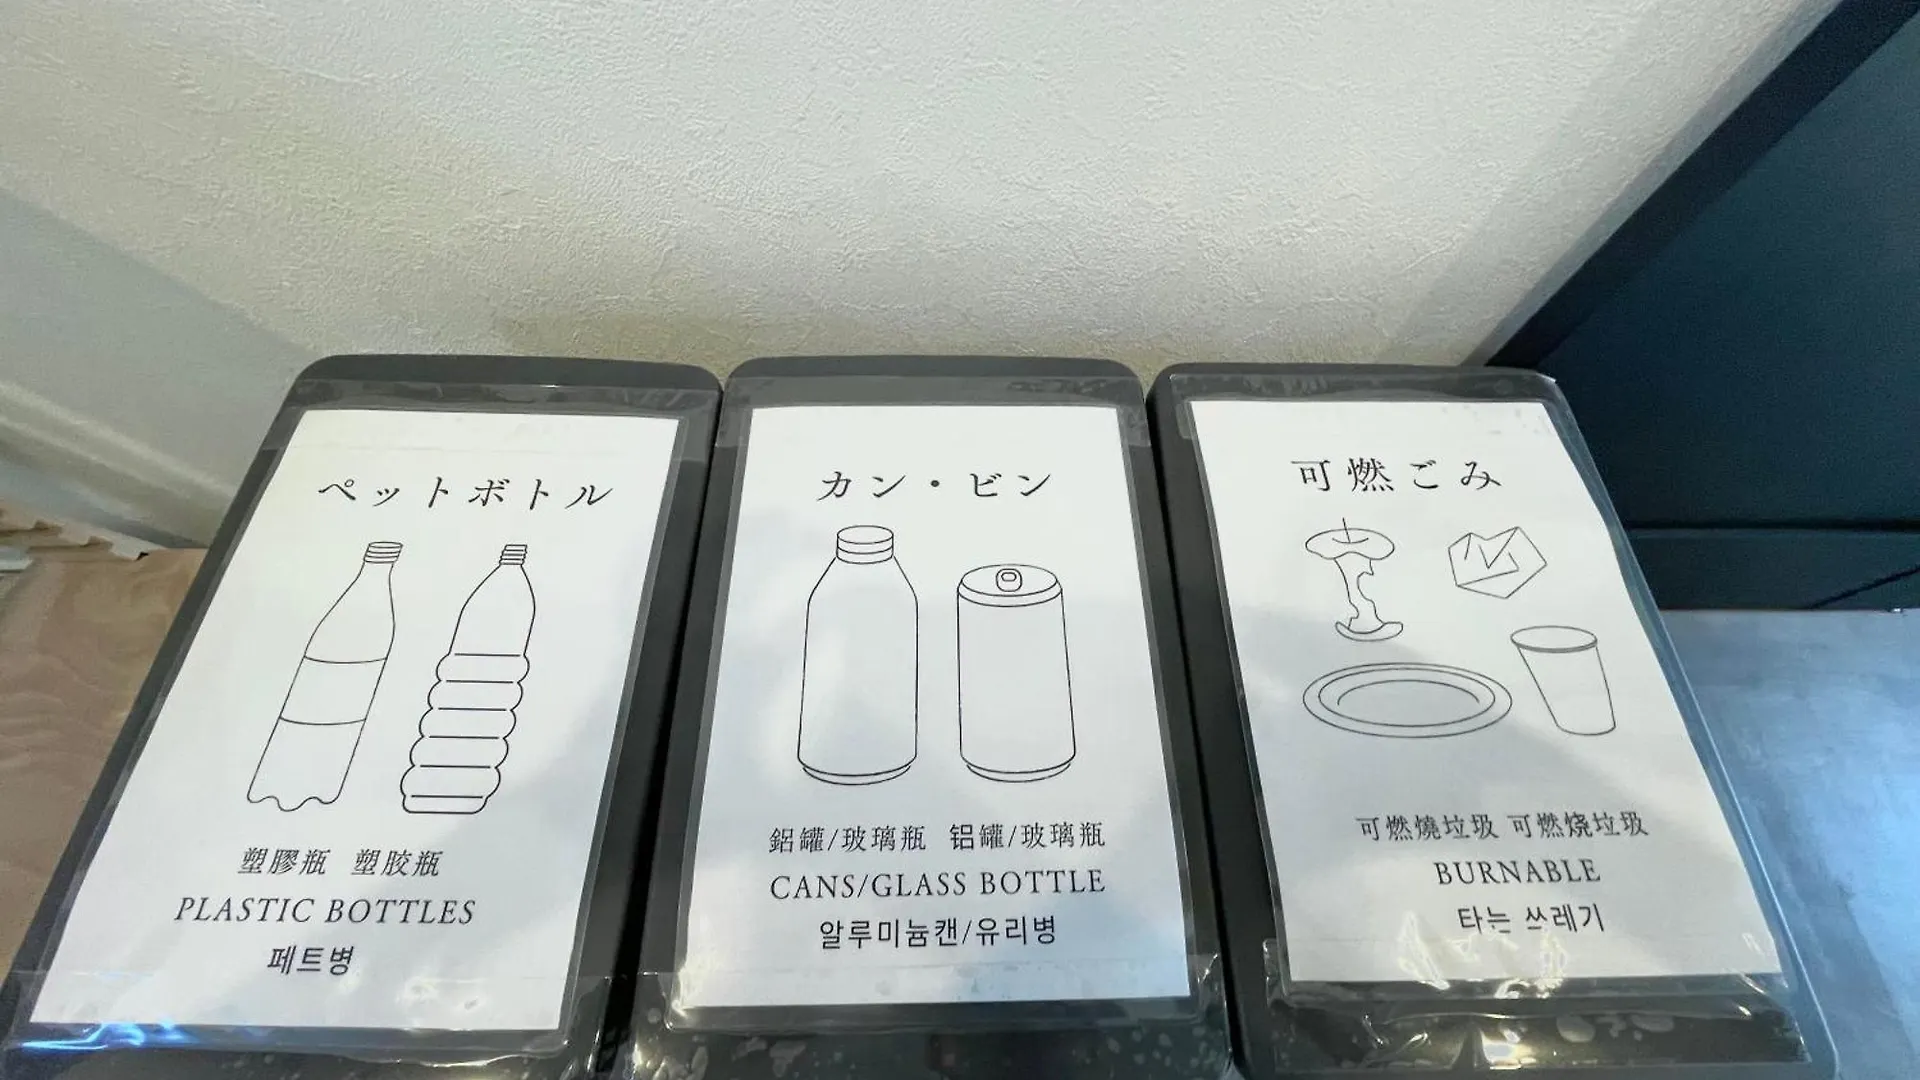 ペットボトル
塑膠瓶 塑胶瓶
PLASTIC BOTTLES
페트병
カン・ビン
鋁罐/玻璃瓶 铝罐/玻璃瓶
CANS/GLASS BOTTLE
알루미늄캔/유리병
可燃ごみ
可燃燒垃圾 可燃烧垃圾
BURNABLE
타는 쓰레기